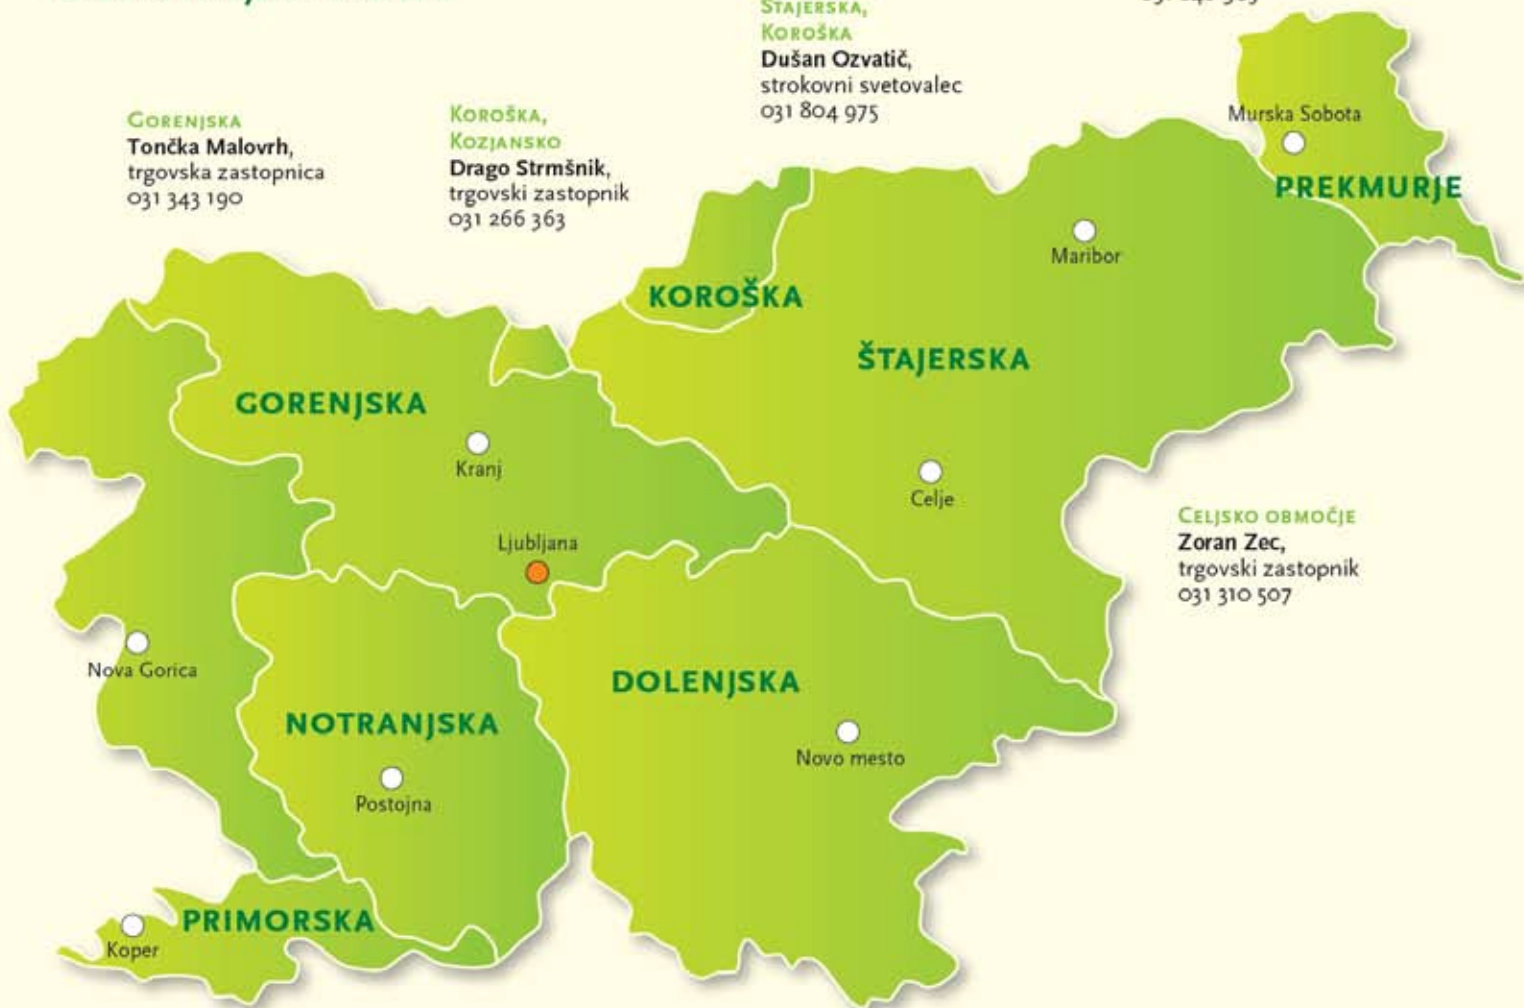 ŠTAJERSKA,
KOROŠKA
Dušan Ozvatič,
strokovni svetovalec
031 804 975
GORENJSKA
Tončka Malovrh,
trgovska zastopnica
031 343 190
KOROŠKA,
KOZJANSKO
Drago Strmšnik,
trgovski zastopnik
031 266 363
Murska Sobota
PREKMURJE
Maribor
KOROŠKA
ŠTAJERSKA
GORENJSKA
Kranj
Celje
CELJSKO OBMOČJE
Zoran Zec,
trgovski zastopnik
031 310 507
Ljubljana
Nova Gorica
DOLENJSKA
NOTRANJSKA
Novo mesto
Postojna
PRIMORSKA
Koper